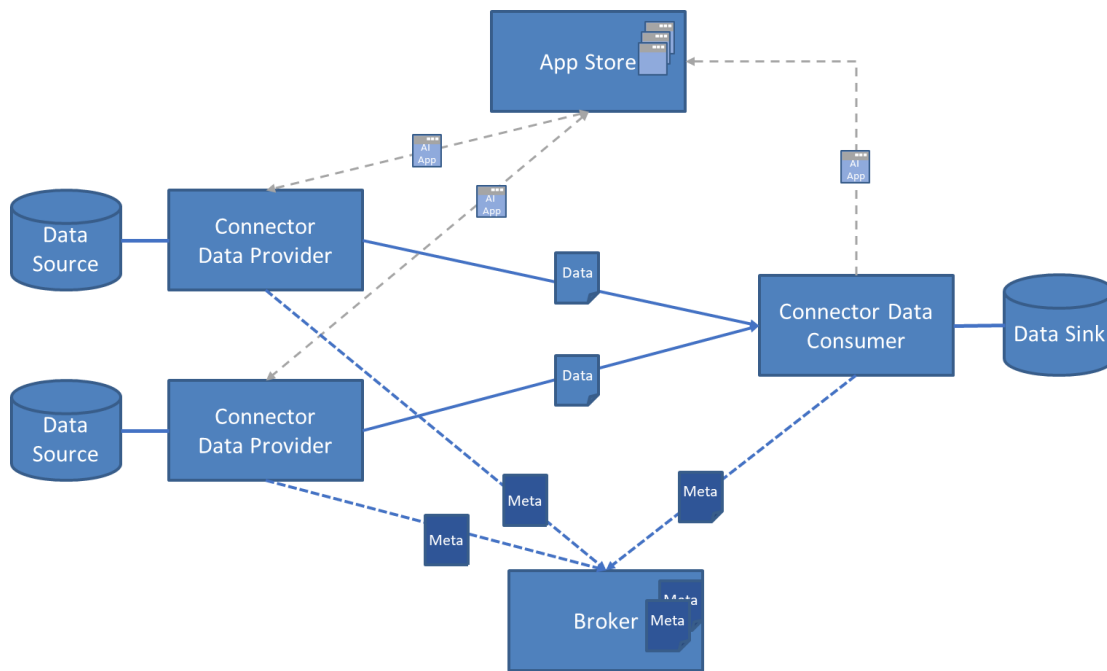 App Store
AI
App
AI
App
AI
App
Data
Source
Connector
Data Provider
Data
Connector Data
Consumer
Data Sink
Data
Data
Source
Connector
Data Provider
Meta
Meta
Meta
Broker
Meta
Meta